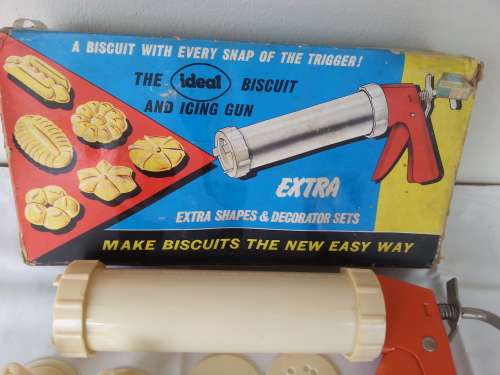 A BISCUIT WITH EVERY SNAP OF THE TRIGGER!
THE ideal BISCUIT
AND ICING GUN
EXTRA
EXTRA SHAPES & DECORATOR SETS
MAKE BISCUITS THE NEW EASY WAY